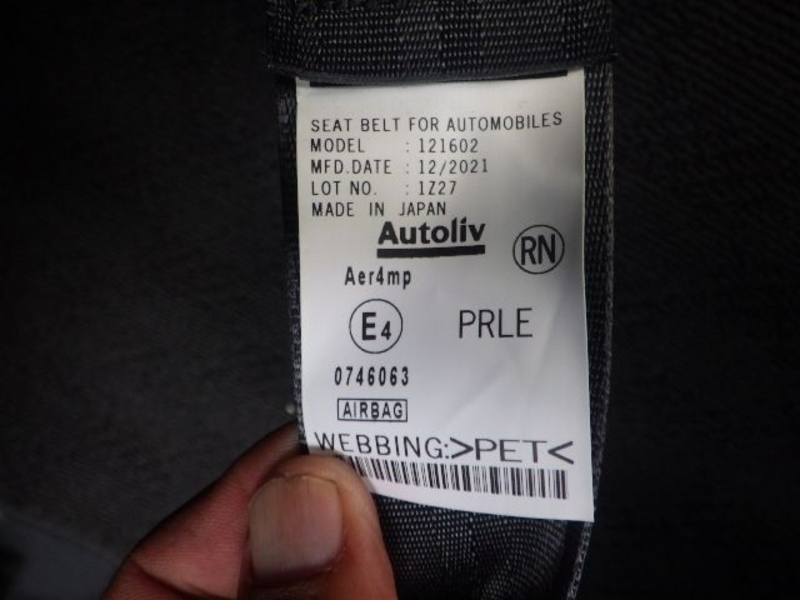 SEAT BELT FOR AUTOMOBILES
MODEL : 121602
MFD.DATE : 12/2021
LOT NO. : 1Z27
MADE IN JAPAN
Autoliv
RN
Aer4mp
E4 PRLE
0746063
AIRBAG
WEBBING:>PET<